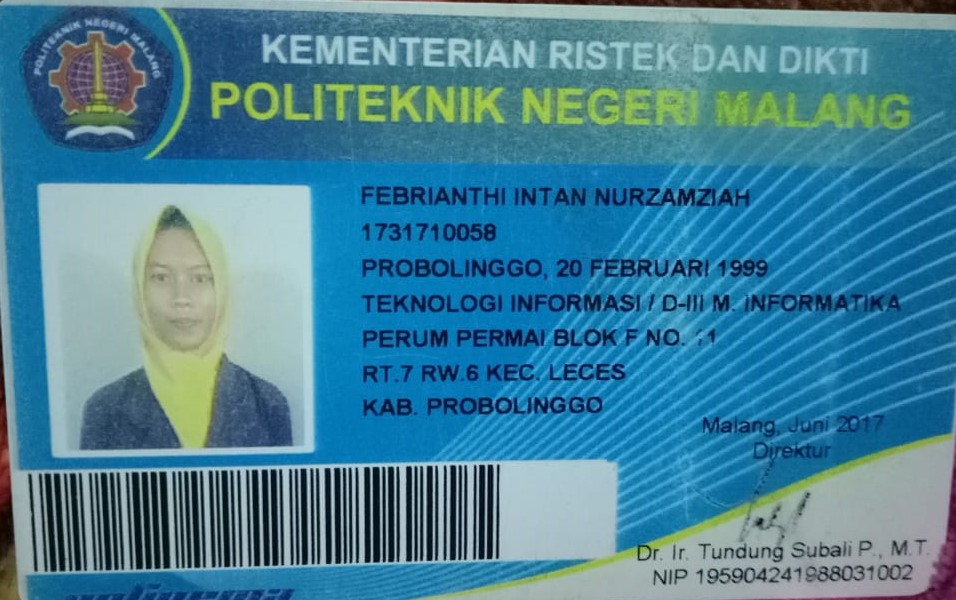 POLITEKNIK NEGERI MALANG
KEMENTERIAN RISTEK DAN DIKTI
POLITEKNIK NEGERI MALANG
FEBRIANTHI INTAN NURZAMZIAH
1731710058
PROBOLINGGO, 20 FEBRUARI 1999
TEKNOLOGI INFORMASI / D-III M. INFORMATIKA
PERUM PERMAI BLOK F NO. 11
RT.7 RW.6 KEC. LECES
KAB. PROBOLINGGO
Malang, Juni 2017
Direktur
Dr. Ir. Tundung Subali P., M.T.
NIP 195904241988031002